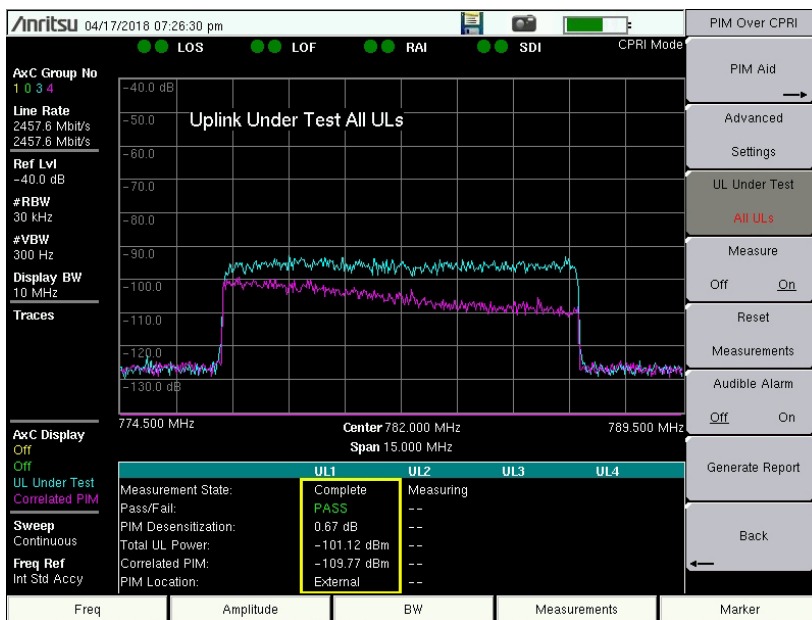 Anritsu 04/17/2018 07:26:30 pm
LOS LOF RAI SDI CPRI Mode
AxC Group No
1 0 3 4
Line Rate
2457.6 Mbit/s
2457.6 Mbit/s
Ref Lvl
-40.0 dB
#RBW
30 kHz
#VBW
300 Hz
Display BW
10 MHz
Traces
AxC Display
Off
Off
UL Under Test
Correlated PIM
Sweep
Continuous
Freq Ref
Int Std Accy
-40.0 dB
-50.0
Uplink Under Test All ULs
-60.0
-70.0
-80.0
-90.0
-100.0
-110.0
-120.0
-130.0 dB
774.500 MHz Center 782.000 MHz 789.500 MHz
Span 15.000 MHz
UL1 UL2 UL3 UL4
Measurement State: Complete Measuring
Pass/Fail: PASS --
PIM Desensitization: 0.67 dB --
Total UL Power: -101.12 dBm --
Correlated PIM: -109.77 dBm --
PIM Location: External --
PIM Over CPRI
PIM Aid
Advanced
Settings
UL Under Test
All ULs
Measure
Off On
Reset
Measurements
Audible Alarm
Off On
Generate Report
Back
Freq Amplitude BW Measurements Marker